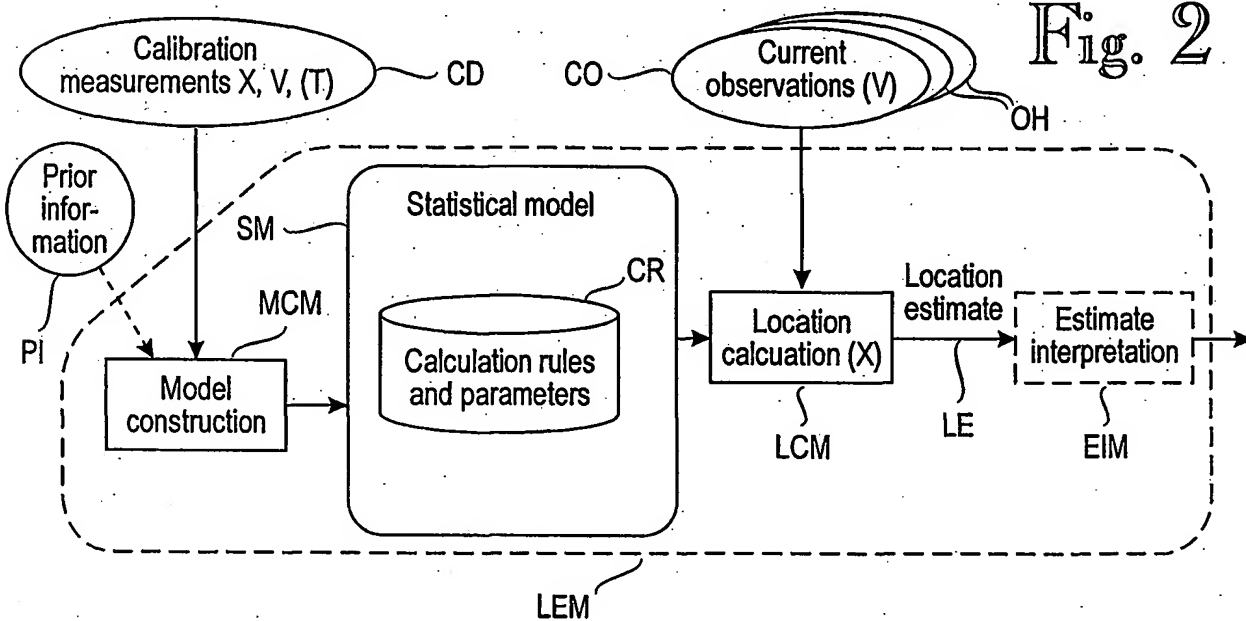 Fig. 2
Calibration
measurements X, V, (T)
CD
CO
Current
observations (V)
OH
Prior
infor-
mation
PI
SM
Statistical model
CR
Calculation rules
and parameters
MCM
Model
construction
Location
calcuation (X)
LCM
Location
estimate
LE
Estimate
interpretation
EIM
LEM